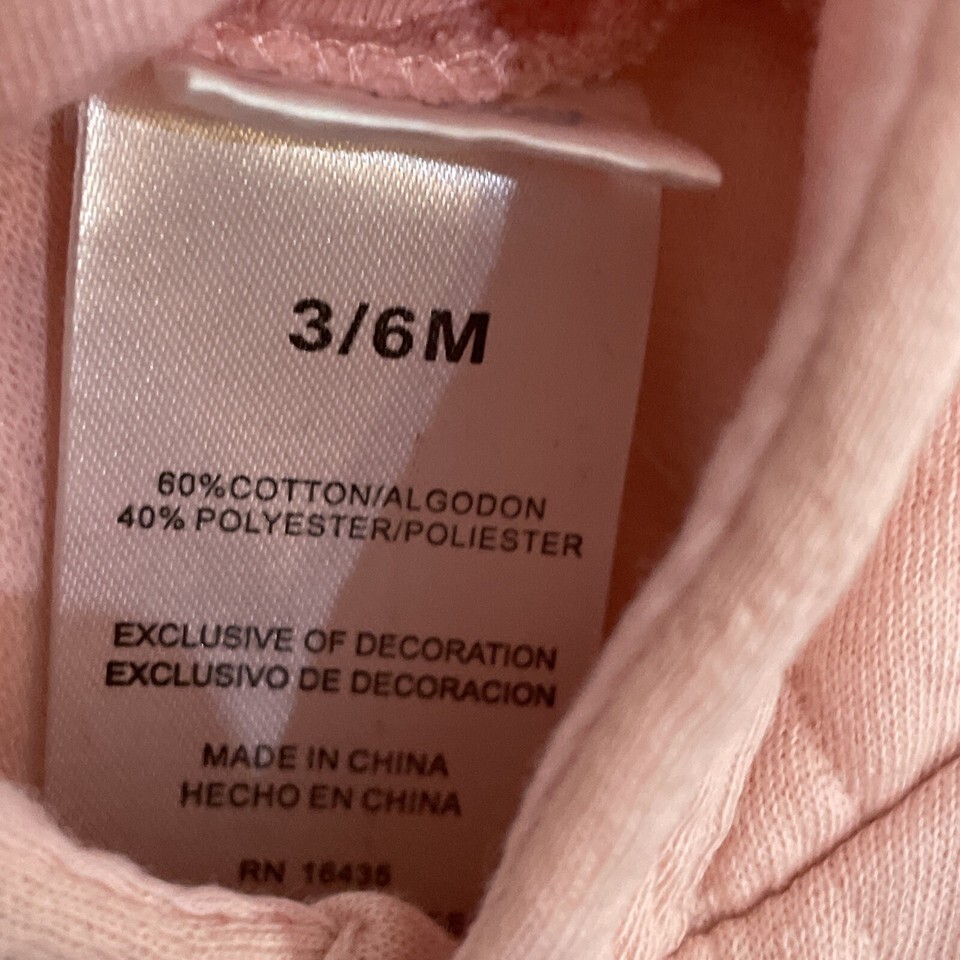 3/6M
60%COTTON/ALGODON
40% POLYESTER/POLIESTER
EXCLUSIVE OF DECORATION
EXCLUSIVO DE DECORACION
MADE IN CHINA
HECHO EN CHINA
RN 16435